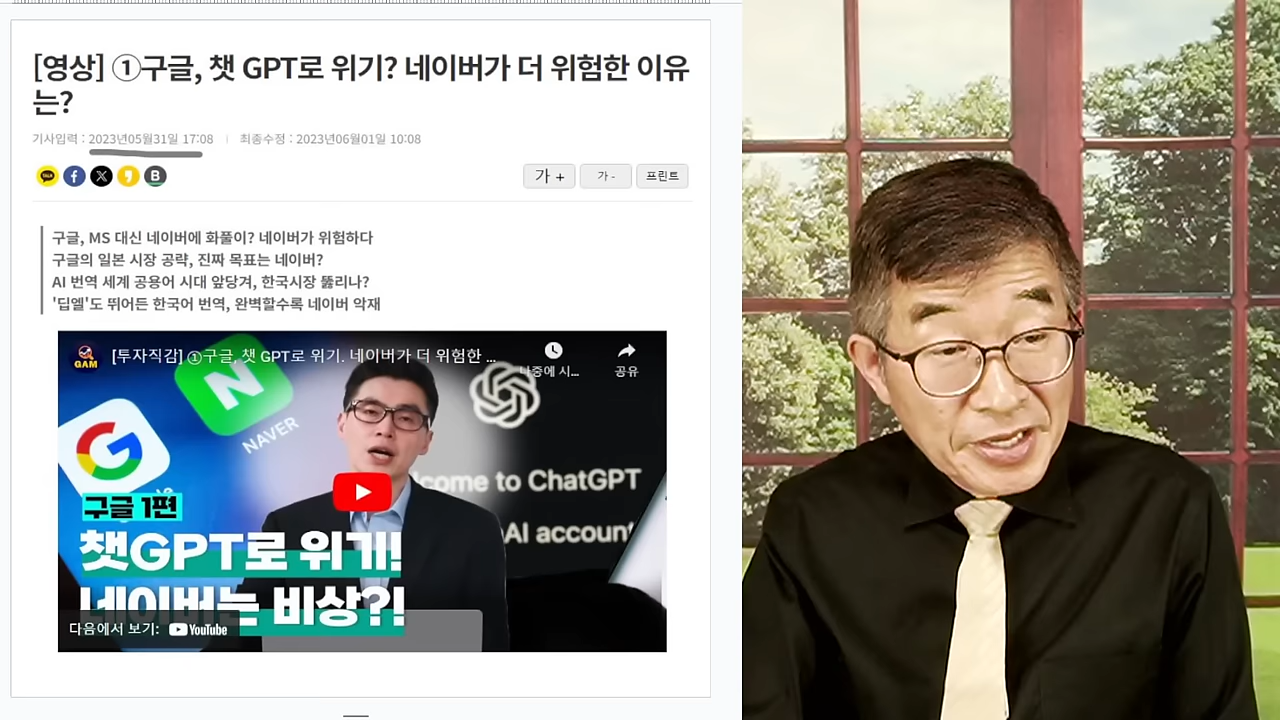 [영상] ①구글, 챗 GPT로 위기? 네이버가 더 위험한 이유
는?
기사입력 : 2023년05월31일 17:08 | 최종수정 : 2023년06월01일 10:08
TALK
B
가 +
가 -
프린트
구글, MS 대신 네이버에 화풀이? 네이버가 위험하다
구글의 일본 시장 공략, 진짜 목표는 네이버?
AI 번역 세계 공용어 시대 앞당겨, 한국시장 뚫리나?
'딥엘'도 뛰어든 한국어 번역, 완벽할수록 네이버 악재
GAM
[투자직감] ①구글, 챗 GPT로 위기. 네이버가 더 위험한 ...
나중에 시...
공유
N
NAVER
G
come to ChatGPT
AI account
구글 1편
챗GPT로 위기!
네이버는 비상?!
다음에서 보기: YouTube